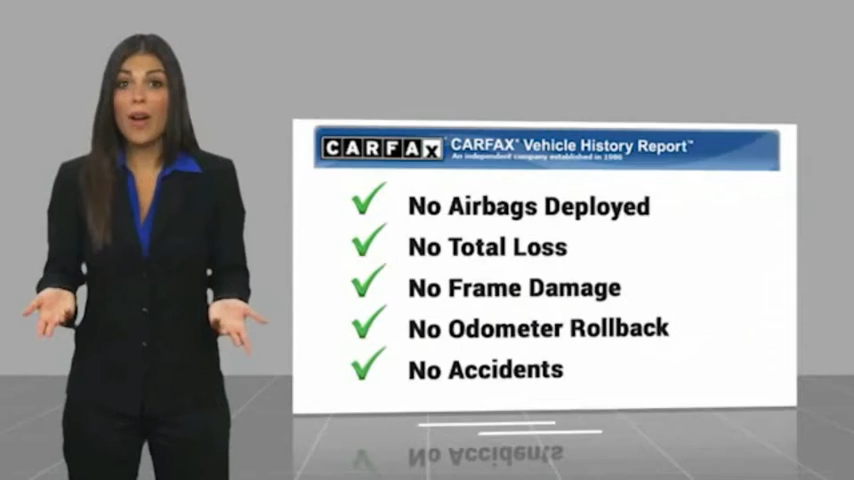 CARFAX CARFAX® Vehicle History Report™
An independent company established in 1986
No Airbags Deployed
No Total Loss
No Frame Damage
No Odometer Rollback
No Accidents
No Accidents